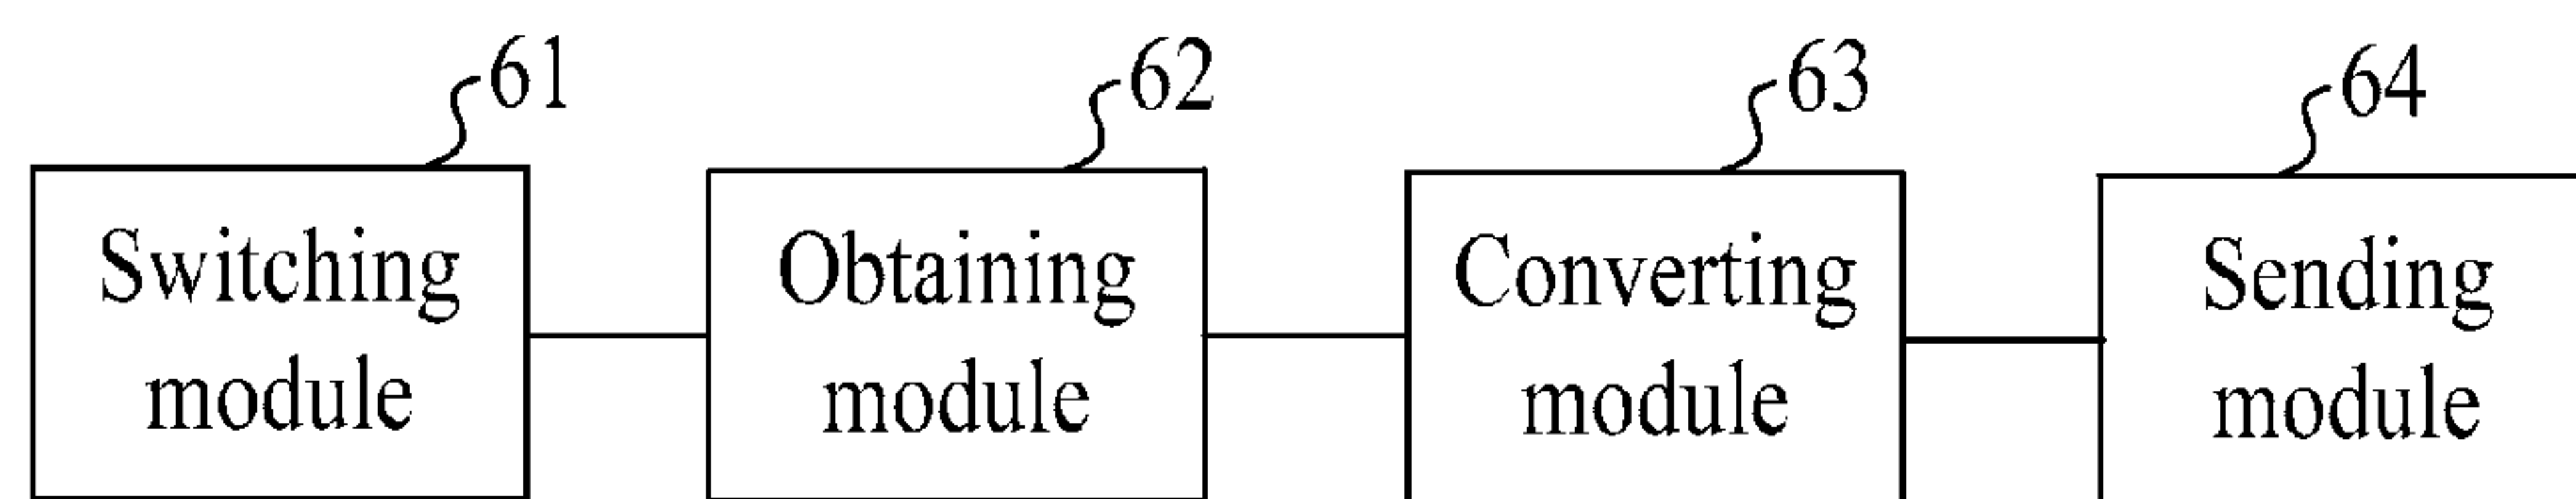 61
62
63
64
Switching
module
Obtaining
module
Converting
module
Sending
module